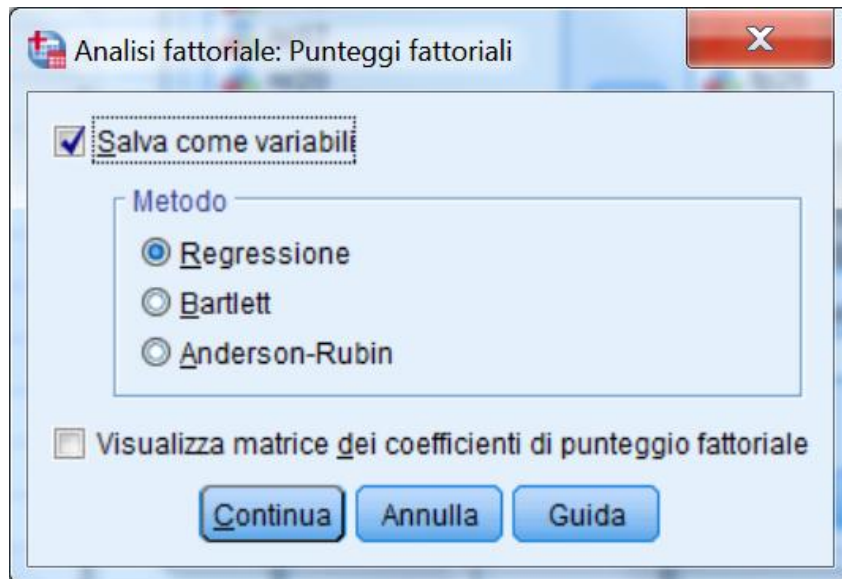 Analisi fattoriale: Punteggi fattoriali
Salva come variabili
Metodo
Regressione
Bartlett
Anderson-Rubin
Visualizza matrice dei coefficienti di punteggio fattoriale
Continua Annulla Guida